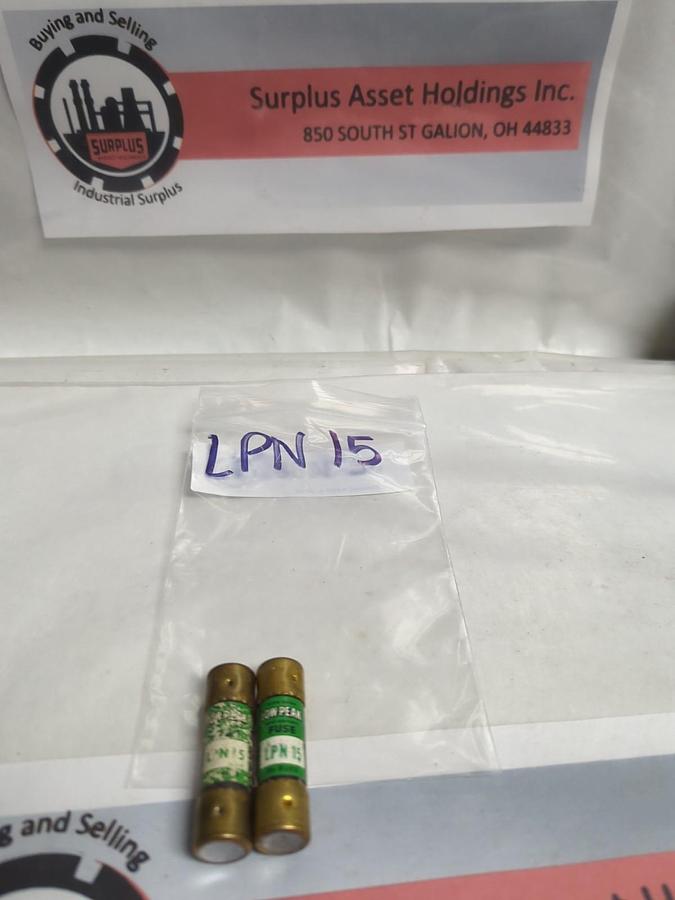 Buying and Selling
SURPLUS
Industrial Surplus
Surplus Asset Holdings Inc.
850 SOUTH ST GALION, OH 44833
LPN 15
LPN 15
PEAK
FUSE
LPN 15
and Selling